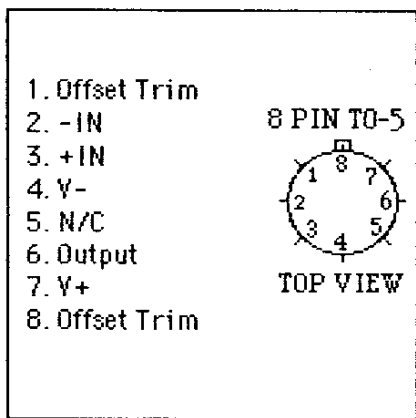 1. Offset Trim
2. -IN
3. +IN
4. V-
5. N/C
6. Output
7. V+
8. Offset Trim
8 PIN TO-5
8
1 7
2 6
3 5
4
TOP VIEW